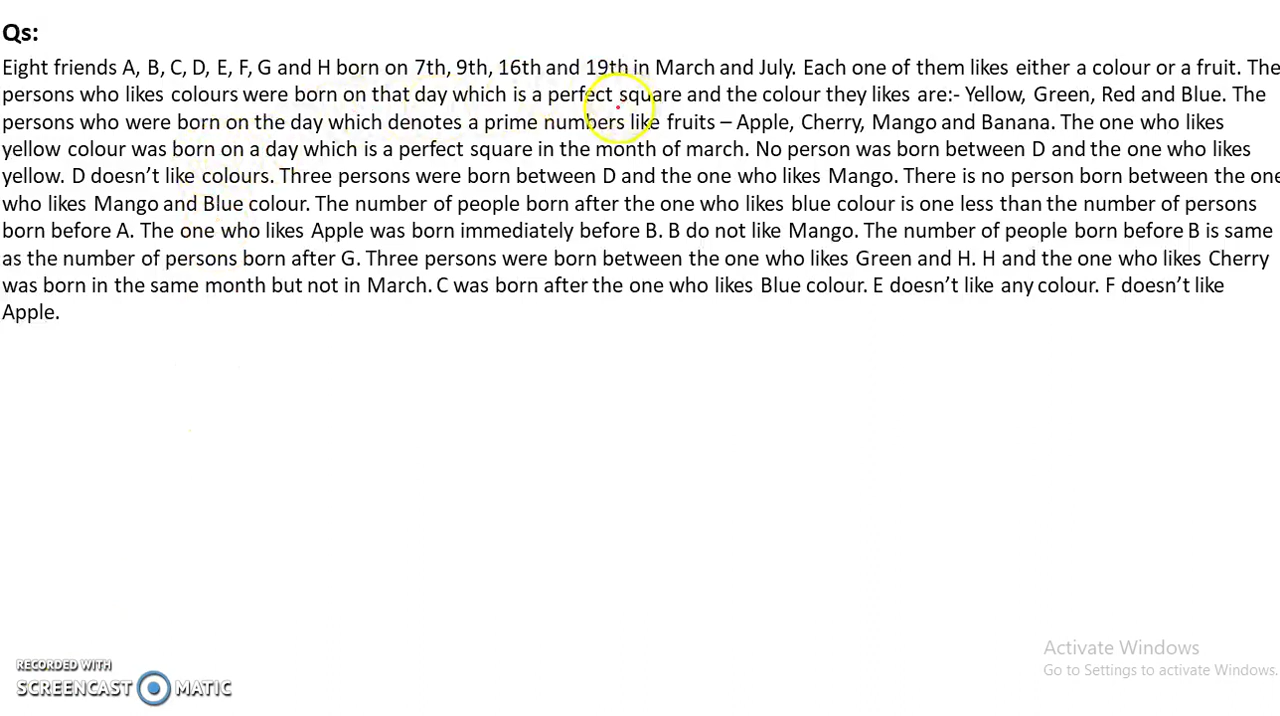 Qs:
Eight friends A, B, C, D, E, F, G and H born on 7th, 9th, 16th and 19th in March and July. Each one of them likes either a colour or a fruit. The
persons who likes colours were born on that day which is a perfect square and the colour they likes are:- Yellow, Green, Red and Blue. The
persons who were born on the day which denotes a prime numbers like fruits – Apple, Cherry, Mango and Banana. The one who likes
yellow colour was born on a day which is a perfect square in the month of march. No person was born between D and the one who likes
yellow. D doesn't like colours. Three persons were born between D and the one who likes Mango. There is no person born between the one
who likes Mango and Blue colour. The number of people born after the one who likes blue colour is one less than the number of persons
born before A. The one who likes Apple was born immediately before B. B do not like Mango. The number of people born before B is same
as the number of persons born after G. Three persons were born between the one who likes Green and H. H and the one who likes Cherry
was born in the same month but not in March. C was born after the one who likes Blue colour. E doesn't like any colour. F doesn't like
Apple.
Activate Windows
Go to Settings to activate Windows.
RECORDED WITH
SCREENCAST MATIC